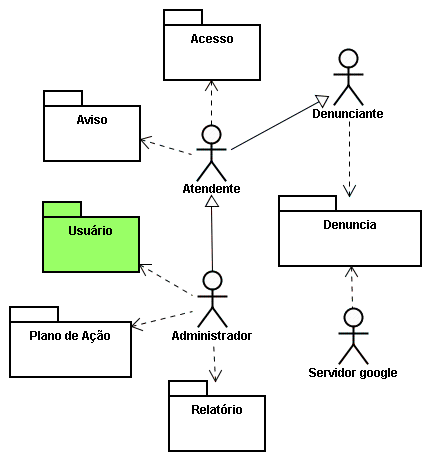 Acesso
Denunciante
Aviso
Atendente
Usuário
Denuncia
Plano de Ação
Administrador
Servidor google
Relatório